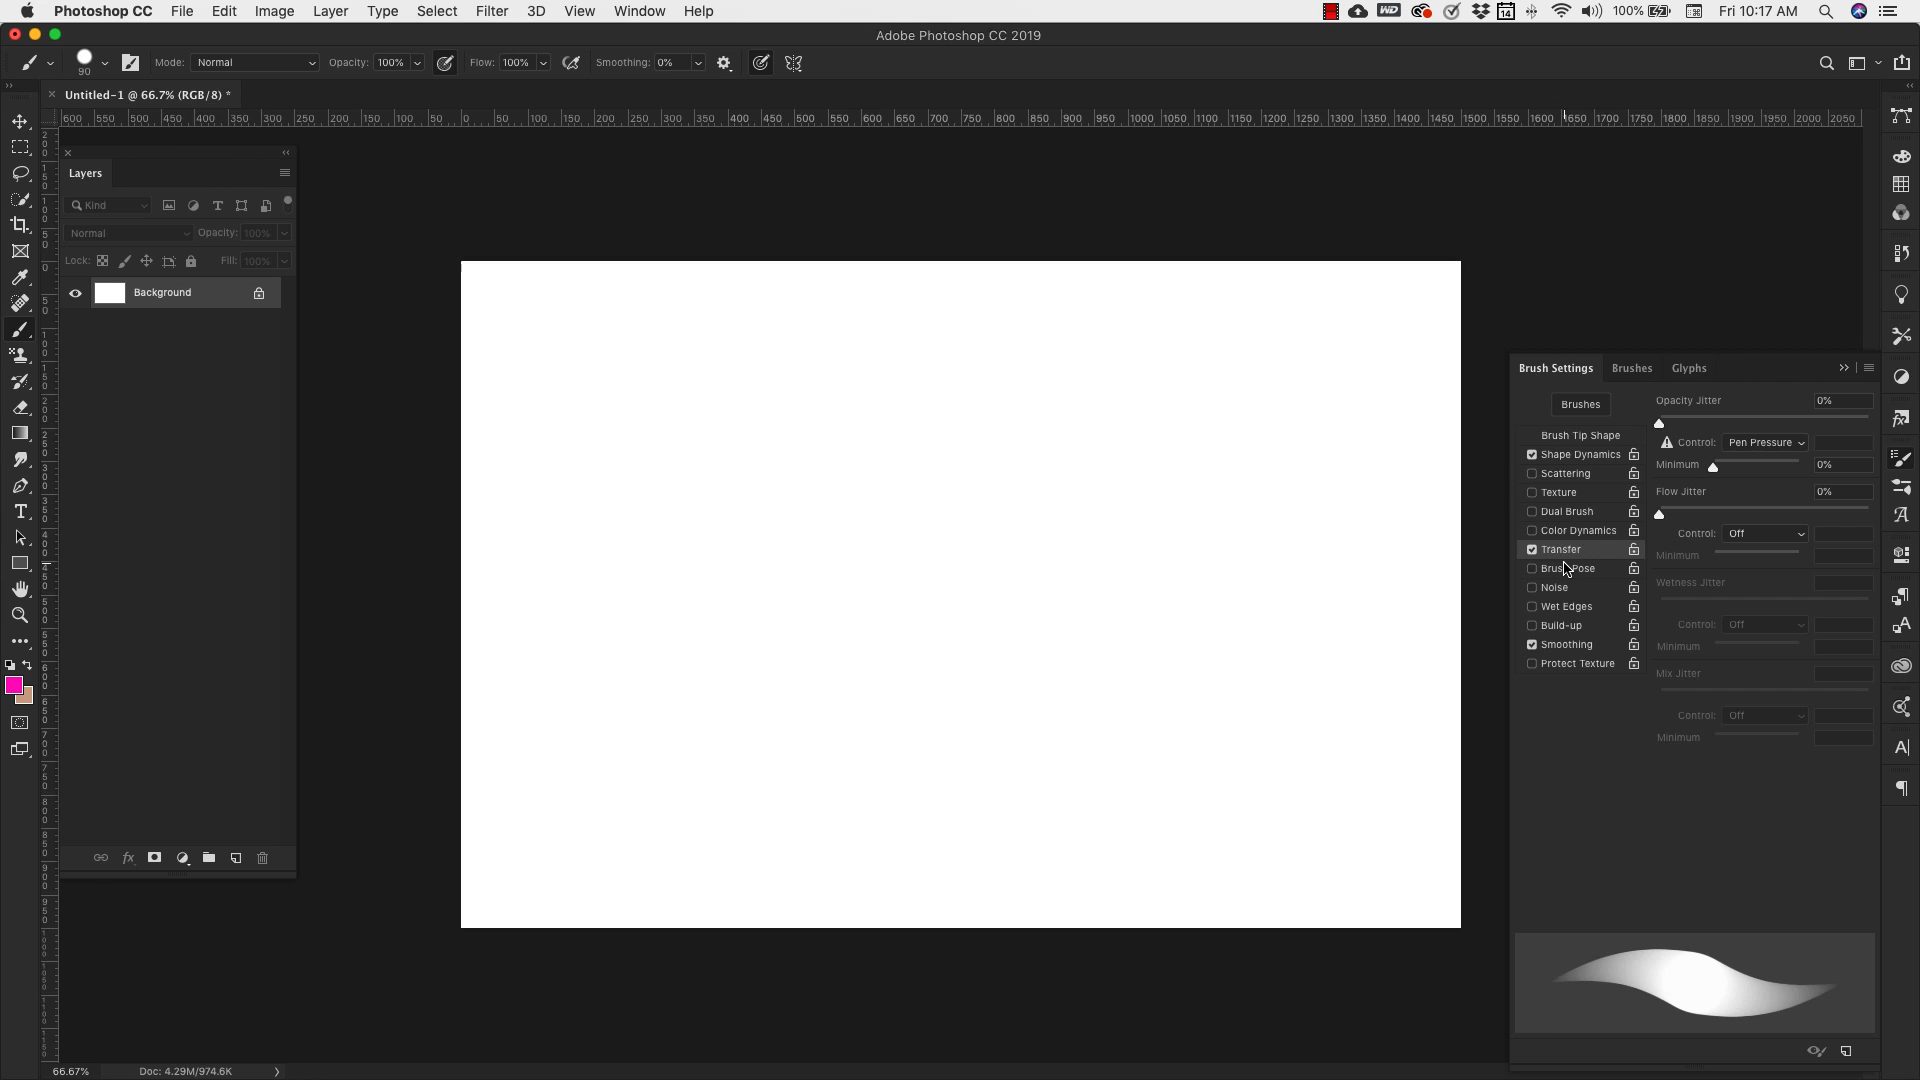 Photoshop CC File Edit Image Layer Type Select Filter 3D View Window Help 100% Fri 10:17 AM
Adobe Photoshop CC 2019
90 Mode: Normal Opacity: 100% Flow: 100% Smoothing: 0%
Untitled-1 @ 66.7% (RGB/8) *
600 550 500 450 400 350 300 250 200 150 100 50 0 50 100 150 200 250 300 350 400 450 500 550 600 650 700 750 800 850 900 950 1000 1050 1100 1150 1200 1250 1300 1350 1400 1450 1500 1550 1600 1650 1700 1750 1800 1850 1900 1950 2000 2050
Layers
Kind
Normal Opacity: 100%
Lock: Fill: 100%
Background
Brush Settings Brushes Glyphs
Brushes
Brush Tip Shape
Shape Dynamics
Scattering
Texture
Dual Brush
Color Dynamics
Transfer
Brush Pose
Noise
Wet Edges
Build-up
Smoothing
Protect Texture
Opacity Jitter 0%
Control: Pen Pressure
Minimum 0%
Flow Jitter 0%
Control: Off
Minimum
Wetness Jitter
Control: Off
Minimum
Mix Jitter
Control: Off
Minimum
66.67% Doc: 4.29M/974.6K